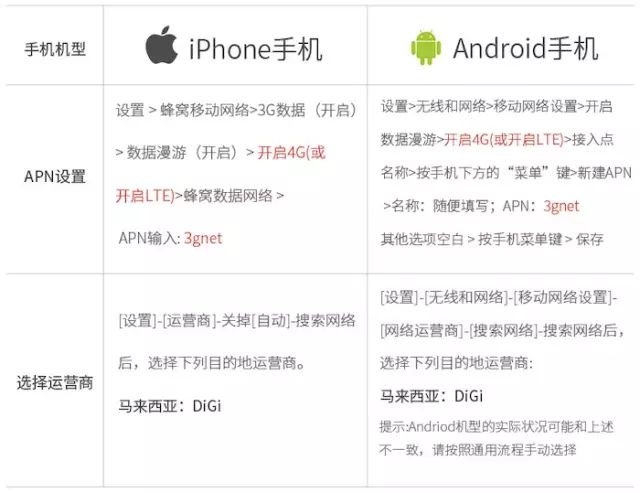 手机机型
iPhone手机
Android手机
APN设置
设置 > 蜂窝移动网络>3G数据（开启）
> 数据漫游（开启）> 开启4G(或
开启LTE)>蜂窝数据网络 >
APN输入: 3gnet
设置>无线和网络>移动网络设置>开启
数据漫游>开启4G(或开启LTE)>接入点
名称>按手机下方的“菜单”键>新建APN
>名称：随便填写；APN：3gnet
其他选项空白 > 按手机菜单键 > 保存
选择运营商
[设置]-[运营商]-关掉[自动]-搜索网络
后，选择下列目的地运营商。
马来西亚：DiGi
[设置]-[无线和网络]-[移动网络设置]-
[网络运营商]-[搜索网络]-搜索网络后，
选择下列目的地运营商:
马来西亚：DiGi
提示:Andriod机型的实际状况可能和上述
不一致，请按照通用流程手动选择